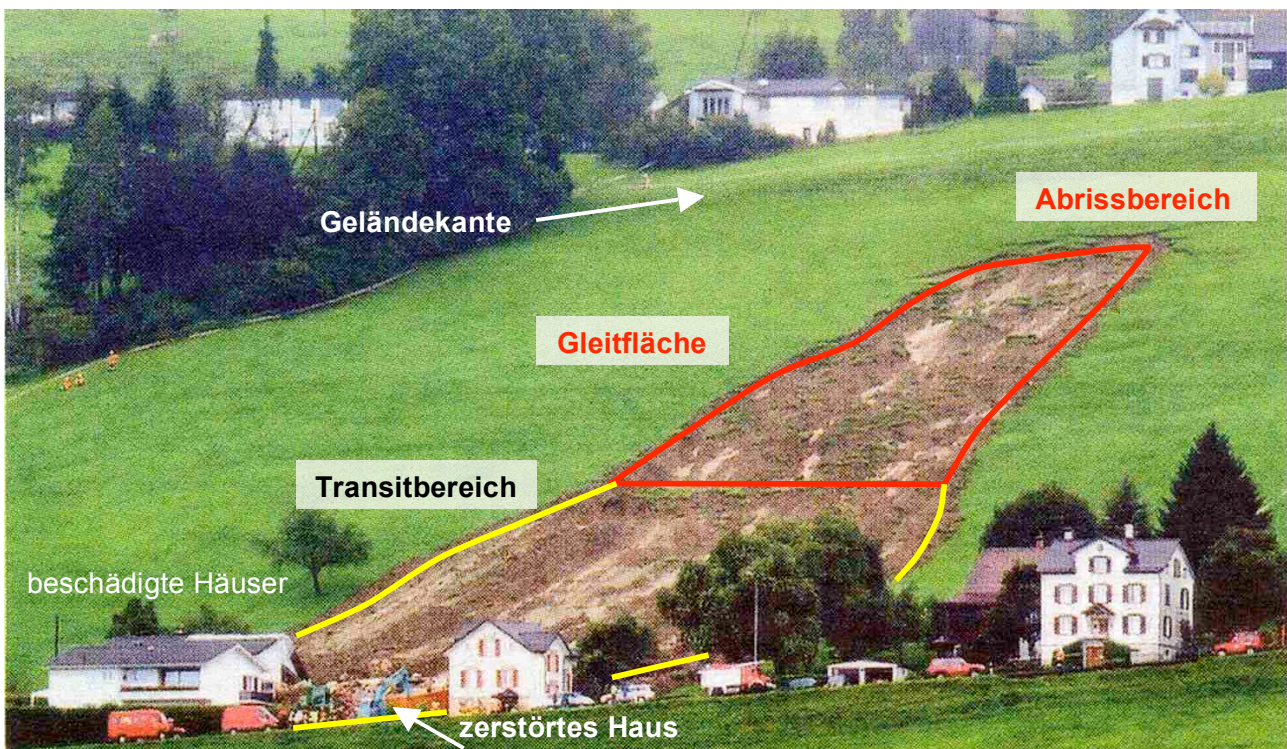 Abrissbereich
Geländekante
Gleitfläche
Transitbereich
beschädigte Häuser
zerstörtes Haus